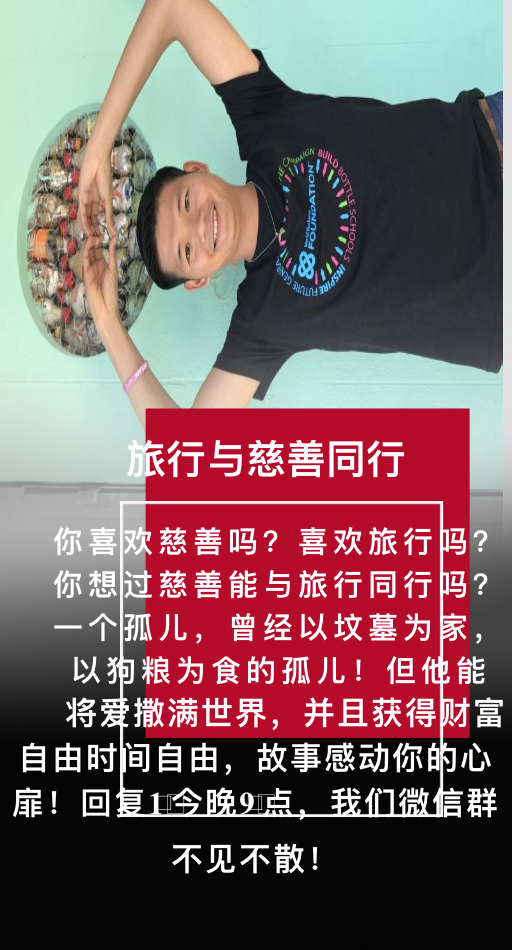 THE CAMPAIGN BUILD BOTTLE SCHOOLS INSPIRE FUTURE GENERA
FOUNDATION
旅行与慈善同行
你喜欢慈善吗？喜欢旅行吗？
你想过慈善能与旅行同行吗？
一个孤儿，曾经以坟墓为家，
以狗粮为食的孤儿！但他能
将爱撒满世界，并且获得财富
自由时间自由，故事感动你的心
扉！回复1今晚9点，我们微信群
不见不散！